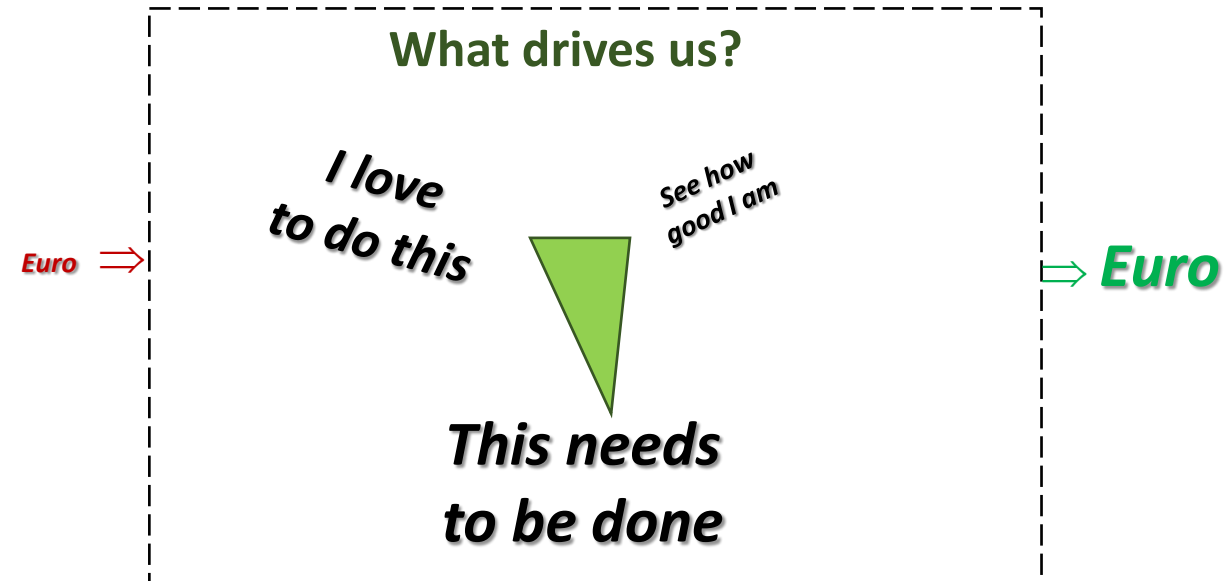 What drives us?
I love
to do this
See how
good I am
Euro
Euro
This needs
to be done